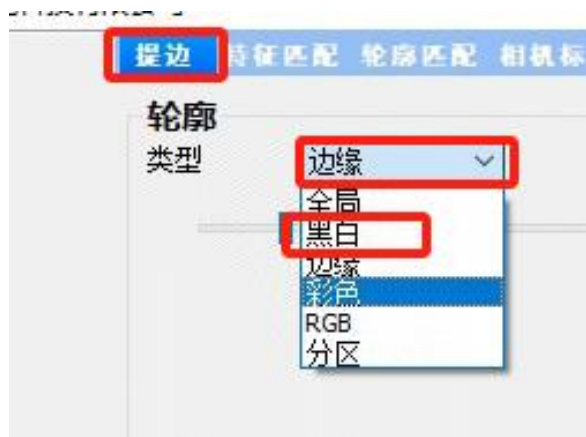 提边 特征匹配 轮廓匹配 相机标
轮廓
类型 边缘
全局
黑白
边缘
彩色
RGB
分区